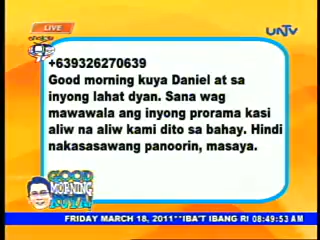 LIVE
UNTV
+639326270639
Good morning kuya Daniel at sa
inyong lahat dyan. Sana wag
mawawala ang inyong prorama kasi
aliw na aliw kami dito sa bahay. Hindi
nakasasawang panoorin, masaya.
GOOD
MORNING
KUYA!
FRIDAY MARCH 18, 2011**IBA'T IBANG RI
08:49:53 AM